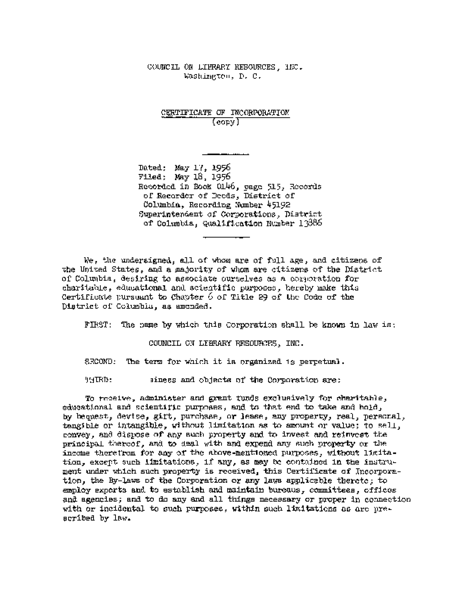 COUNCIL ON LIBRARY RESOURCES, INC.
Washington, D. C.
CERTIFICATE OF INCORPORATION
(copy)
Dated: May 17, 1956
Filed: May 18, 1956
Recorded in Book 0146, page 515, Records
of Recorder of Deeds, District of
Columbia, Recording Number 45192
Superintendent of Corporations, District
of Columbia, Qualification Number 13886
We, the undersigned, all of whom are of full age, and citizens of
the United States, and a majority of whom are citizens of the District
of Columbia, desiring to associate ourselves as a corporation for
charitable, educational and scientific purposes, hereby make this
Certificate pursuant to Chapter 6 of Title 29 of the Code of the
District of Columbia, as amended.
FIRST: The name by which this Corporation shall be known in law is:
COUNCIL ON LIBRARY RESOURCES, INC.
SECOND: The term for which it is organized is perpetual.
THIRD: siness and objects of the Corporation are:
To receive, administer and grant funds exclusively for charitable,
educational and scientific purposes, and to that end to take and hold,
by bequest, devise, gift, purchase, or lease, any property, real, personal,
tangible or intangible, without limitation as to amount or value; to sell,
convey, and dispose of any such property and to invest and reinvest the
principal thereof, and to deal with and expend any such property or the
income therefrom for any of the above-mentioned purposes, without limita-
tion, except such limitations, if any, as may be contained in the instru-
ment under which such property is received, this Certificate of Incorpora-
tion, the By-laws of the Corporation or any laws applicable thereto; to
employ experts and to establish and maintain bureaus, committees, offices
and agencies; and to do any and all things necessary or proper in connection
with or incidental to such purposes, within such limitations as are pre-
scribed by law.